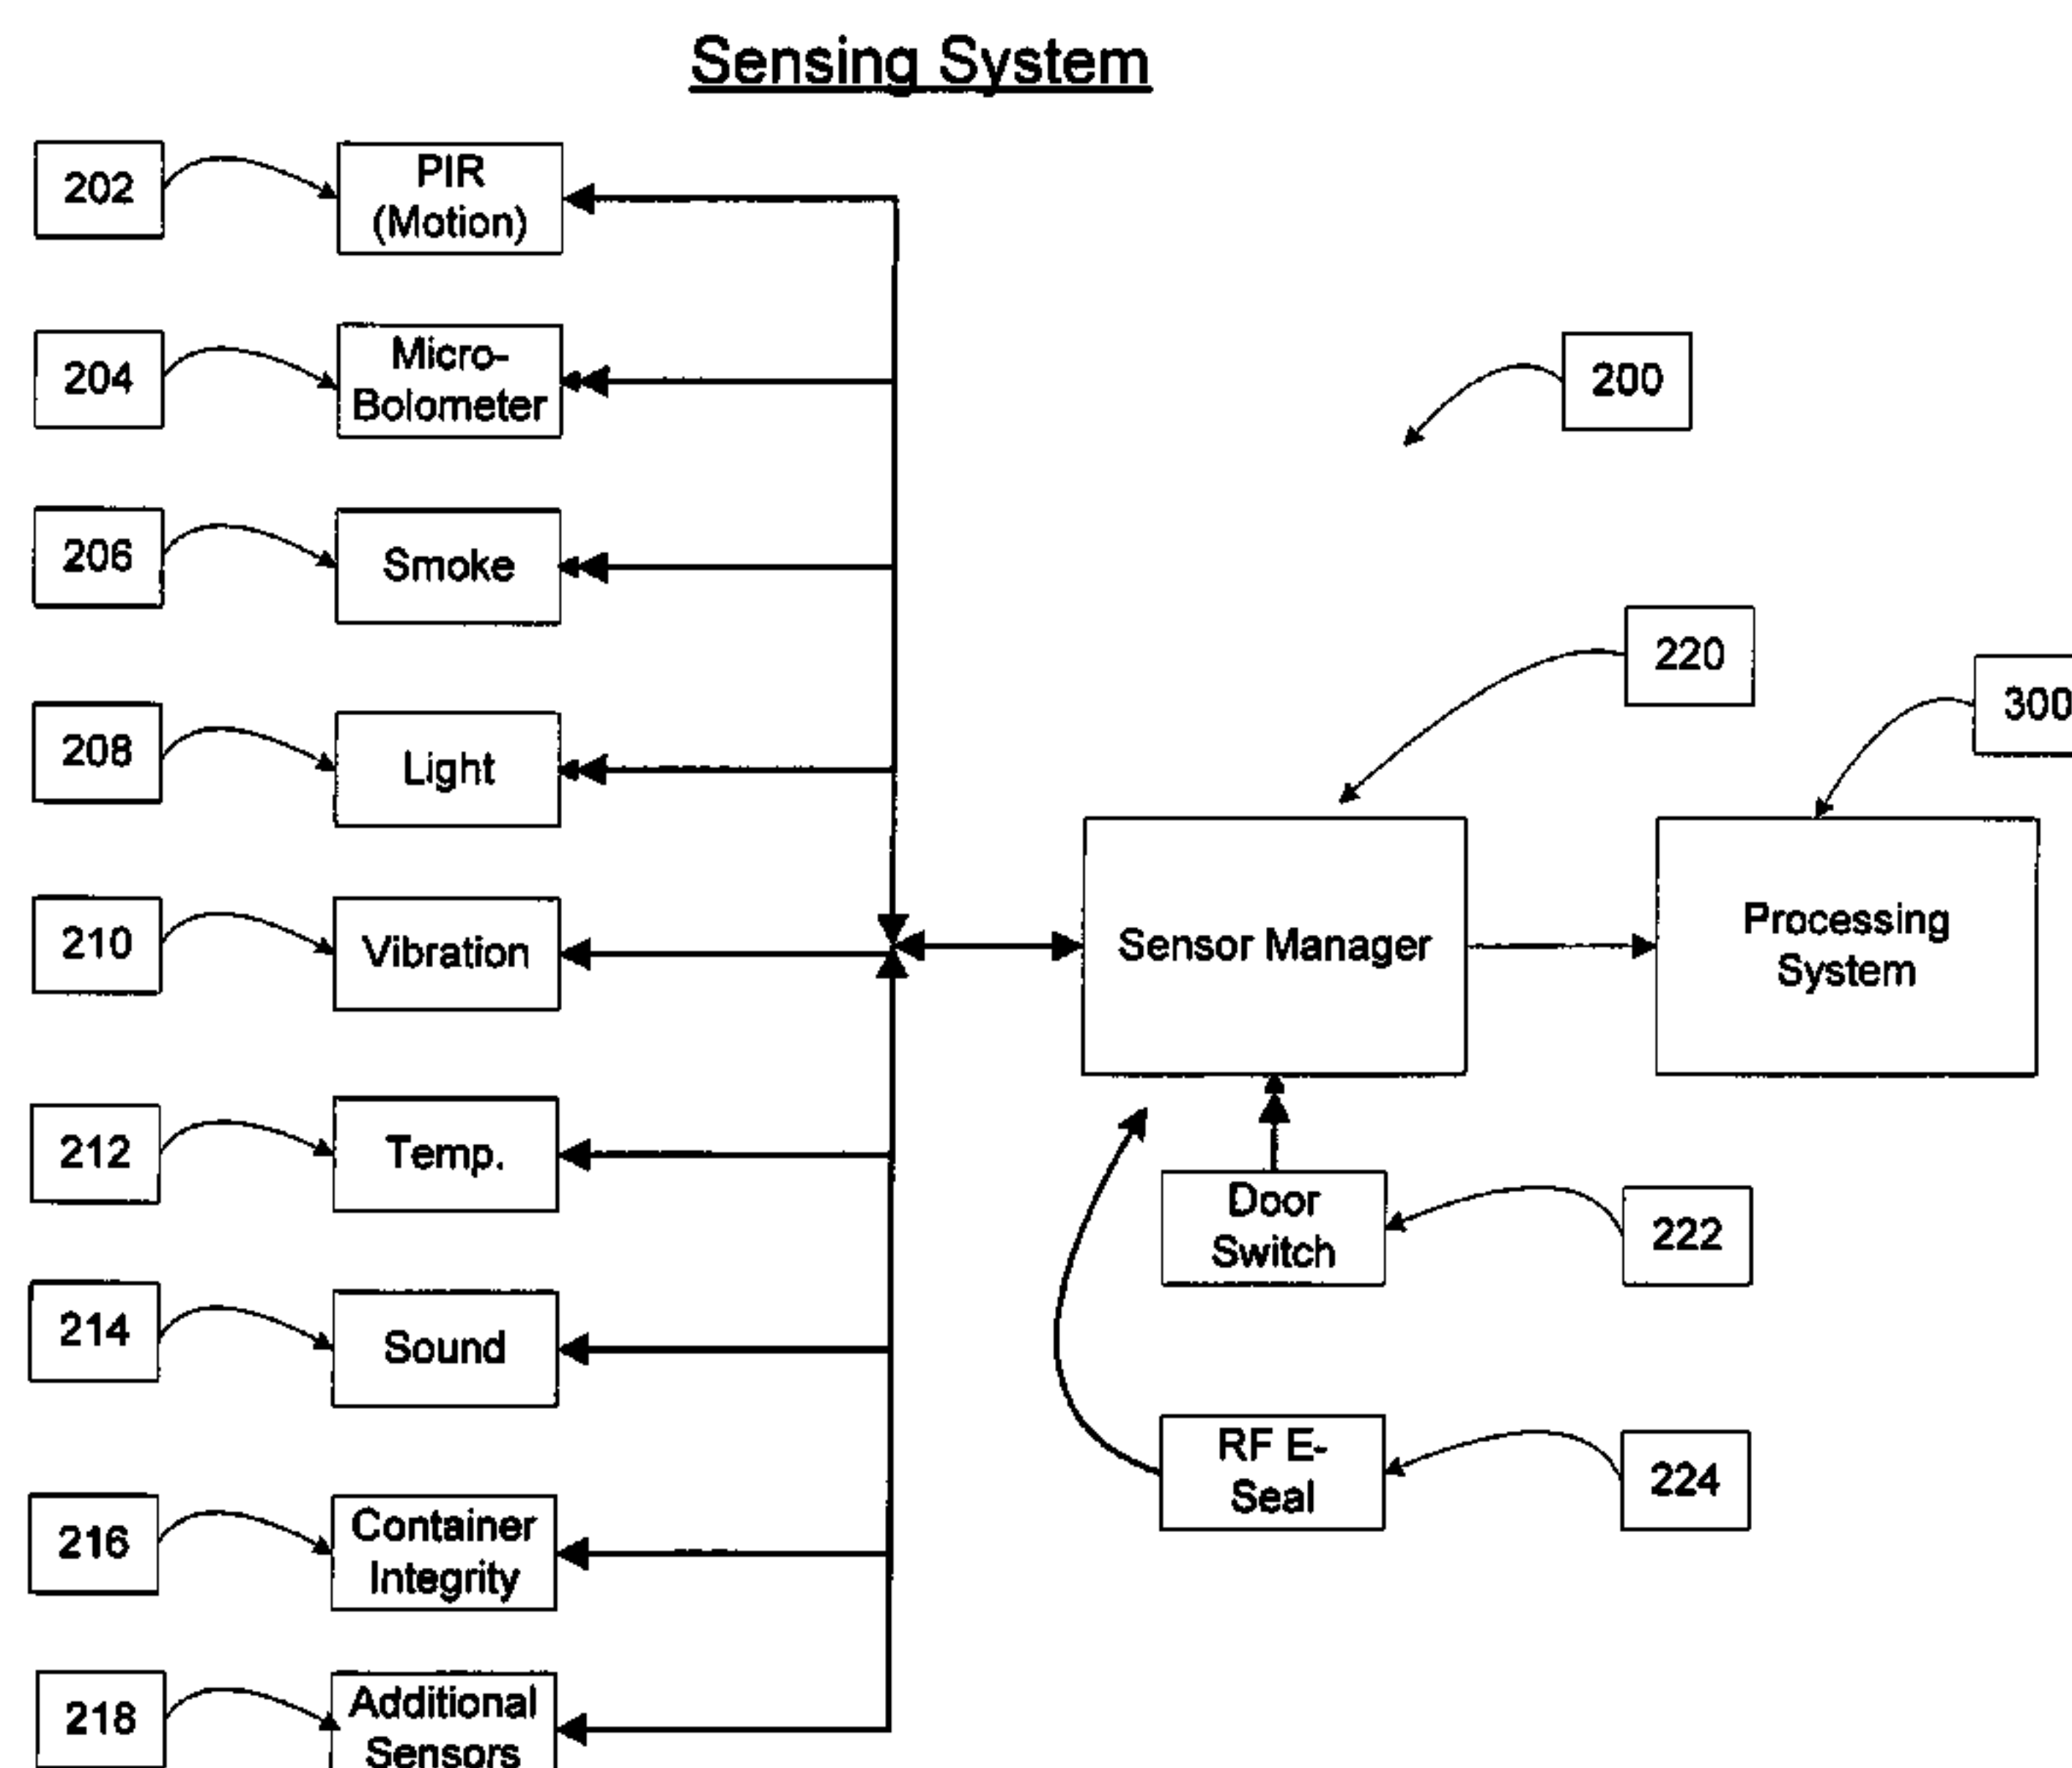 Sensing System
202
PIR
(Motion)
204
Micro-
Bolometer
200
206
Smoke
220
300
208
Light
210
Vibration
Sensor Manager
Processing
System
212
Temp.
Door
Switch
222
214
Sound
RF E-
Seal
224
216
Container
Integrity
218
Additional
Sensors